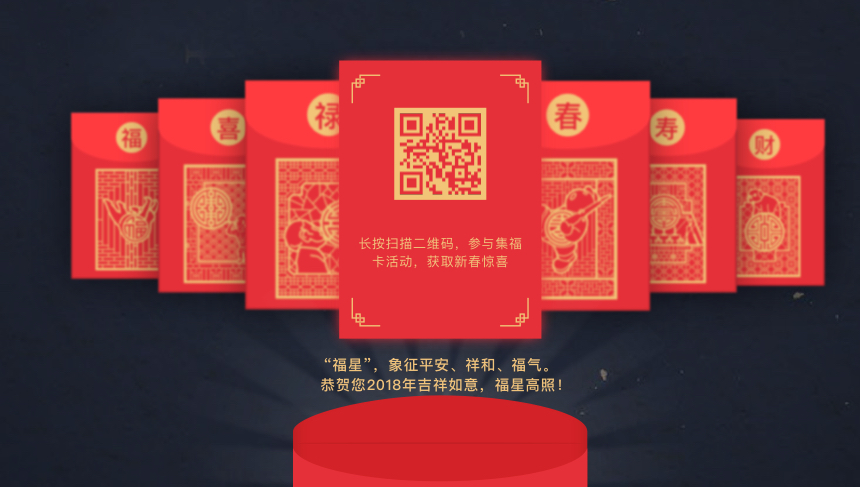 福
喜
禄
春
寿
财
长按扫描二维码，参与集福
卡活动，获取新春惊喜
“福星”，象征平安、祥和、福气。
恭贺您2018年吉祥如意，福星高照！